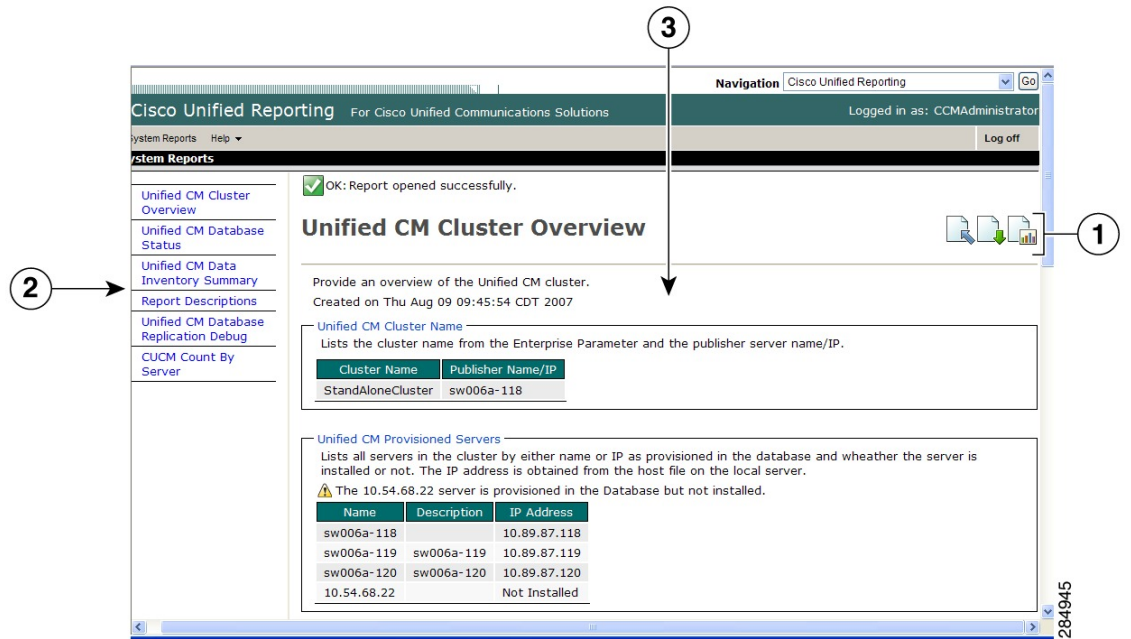 3
Navigation Cisco Unified Reporting Go
Cisco Unified Reporting For Cisco Unified Communications Solutions Logged in as: CCMAdministrator
ystem Reports Help Log off
ystem Reports
OK: Report opened successfully.
Unified CM Cluster
Overview
Unified CM Database
Status
Unified CM Data
Inventory Summary
Report Descriptions
Unified CM Database
Replication Debug
CUCM Count By
Server
2
Unified CM Cluster Overview
1
Provide an overview of the Unified CM cluster.
Created on Thu Aug 09 09:45:54 CDT 2007
Unified CM Cluster Name
Lists the cluster name from the Enterprise Parameter and the publisher server name/IP.
Cluster Name Publisher Name/IP
StandAloneCluster sw006a-118
Unified CM Provisioned Servers
Lists all servers in the cluster by either name or IP as provisioned in the database and wheather the server is
installed or not. The IP address is obtained from the host file on the local server.
The 10.54.68.22 server is provisioned in the Database but not installed.
Name Description IP Address
sw006a-118 10.89.87.118
sw006a-119 sw006a-119 10.89.87.119
sw006a-120 sw006a-120 10.89.87.120
10.54.68.22 Not Installed
284945